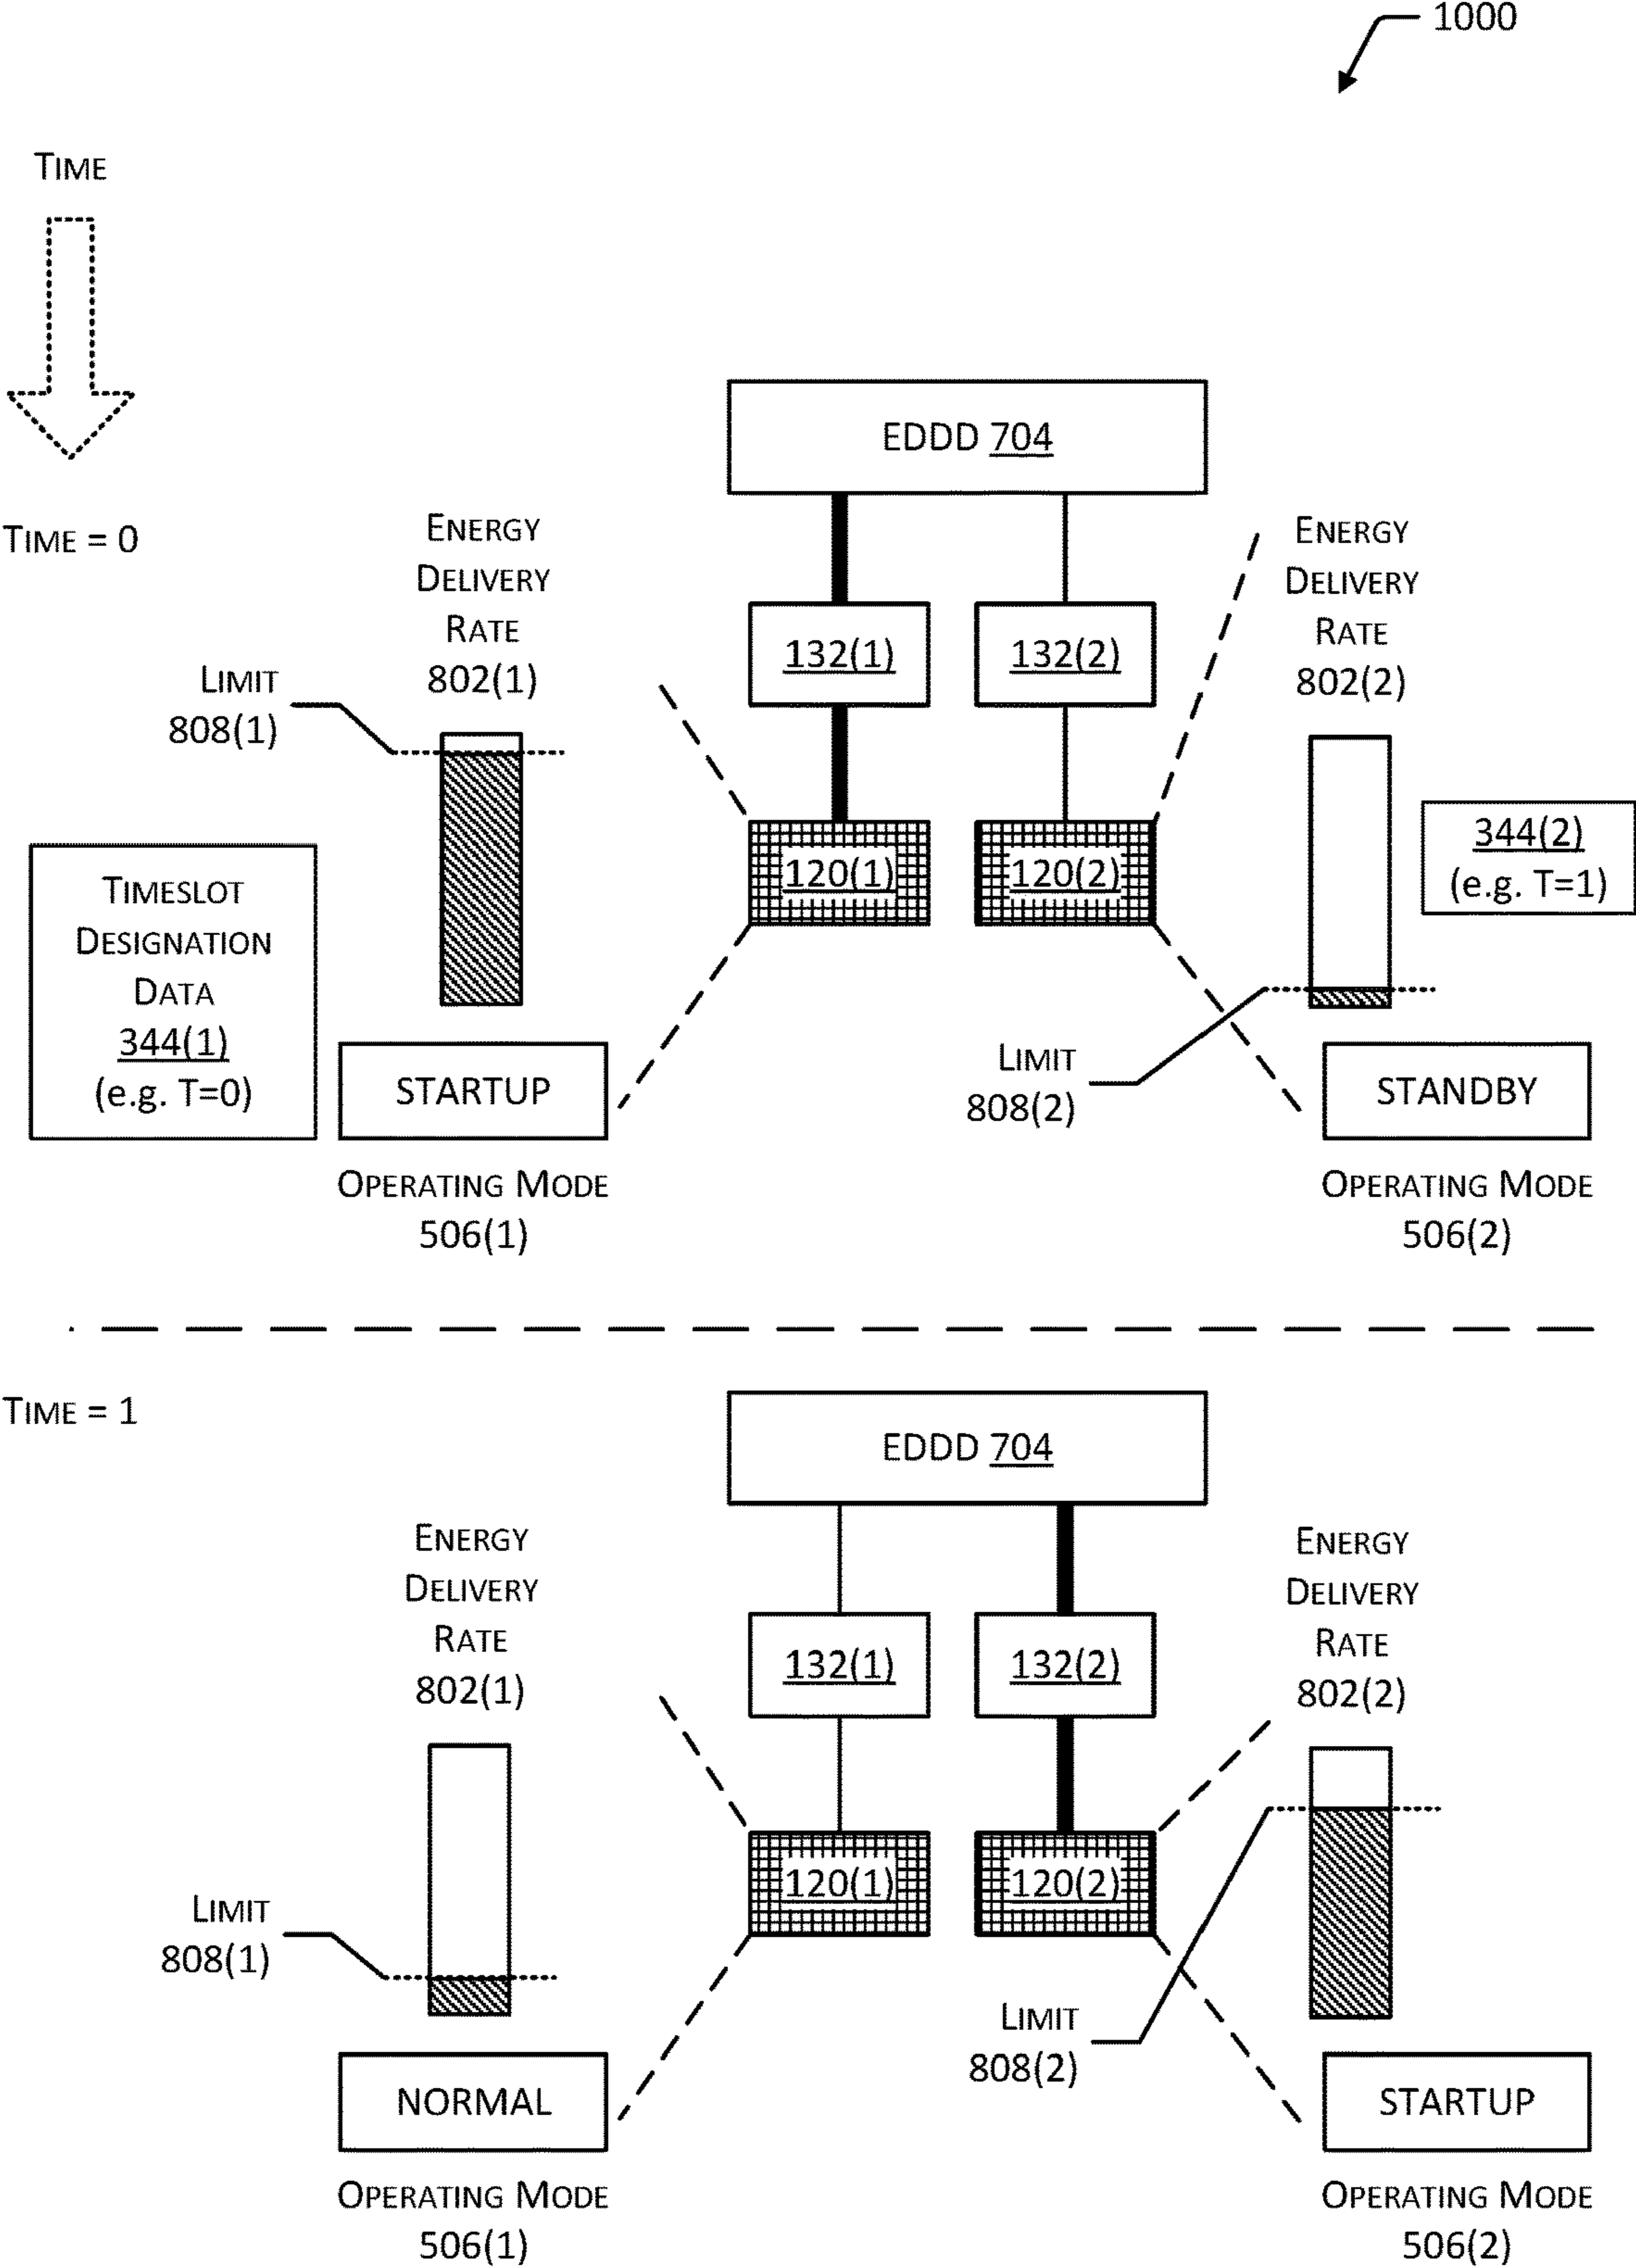 1000
TIME
EDDD 704
TIME = 0
ENERGY
DELIVERY
RATE
802(1)
ENERGY
DELIVERY
RATE
802(2)
132(1)
132(2)
LIMIT
808(1)
344(2)
(e.g. T=1)
120(1)
120(2)
TIMESLOT
DESIGNATION
DATA
344(1)
(e.g. T=0)
LIMIT
808(2)
STARTUP
STANDBY
OPERATING MODE
506(1)
OPERATING MODE
506(2)
TIME = 1
EDDD 704
ENERGY
DELIVERY
RATE
802(1)
ENERGY
DELIVERY
RATE
802(2)
132(1)
132(2)
120(1)
120(2)
LIMIT
808(1)
LIMIT
808(2)
NORMAL
STARTUP
OPERATING MODE
506(1)
OPERATING MODE
506(2)